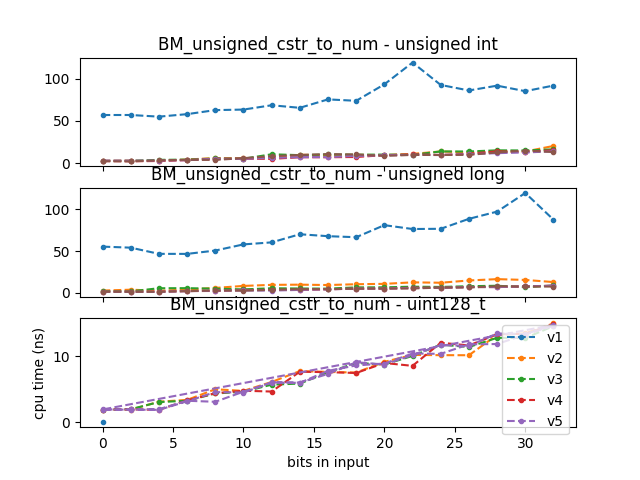 BM_unsigned_cstr_to_num - unsigned int
100
50
0
BM_unsigned_cstr_to_num - unsigned long
100
50
0
BM_unsigned_cstr_to_num - uint128_t
10
0
cpu time (ns)
v1
v2
v3
v4
v5
0 5 10 15 20 25 30
bits in input